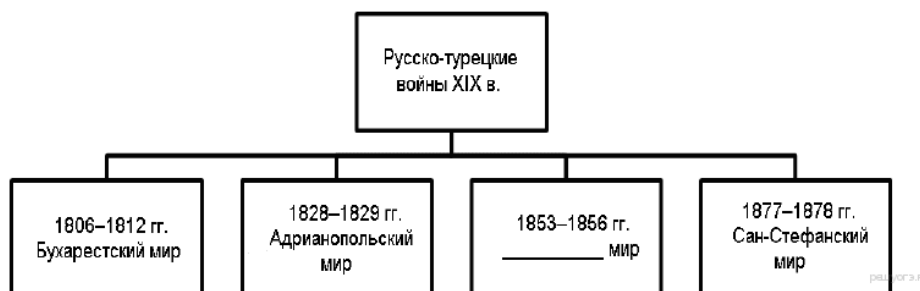 Русско-турецкие
войны XIX в.
1806–1812 гг.
Бухарестский мир
1828–1829 гг.
Адрианопольский
мир
1853–1856 гг.
__________ мир
1877–1878 гг.
Сан-Стефанский
мир